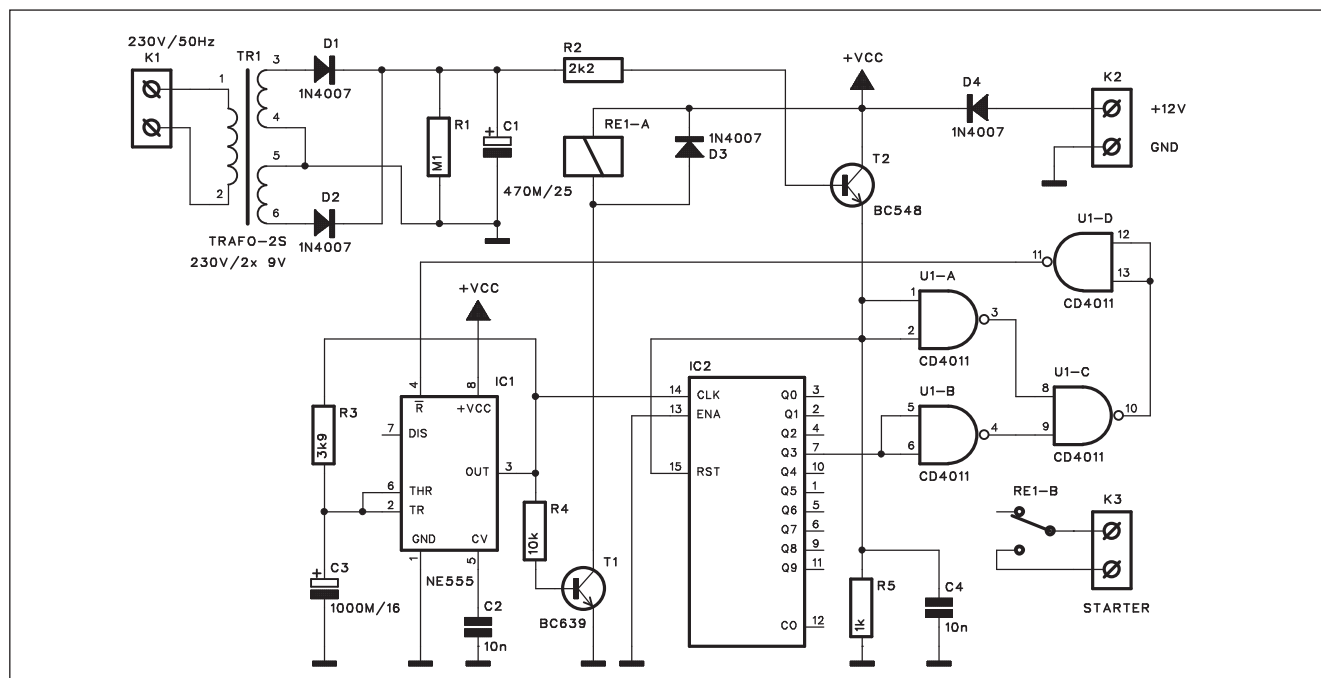 230V/50Hz
K1
TR1
1
2
3
4
5
6
TRAFO-2S
230V/2x 9V
D1
1N4007
D2
1N4007
R1
M1
C1
+
470M/25
R2
2k2
RE1-A
1N4007
D3
+VCC
T2
BC548
D4
1N4007
K2
+12V
GND
U1-D
11
12
13
CD4011
U1-A
1
2
3
CD4011
U1-B
5
6
4
CD4011
U1-C
8
9
10
CD4011
+VCC
R3
3k9
C3
+
1000M/16
IC1
4
8
R
+VCC
7
DIS
OUT
3
6
THR
2
TR
GND
CV
1
5
NE555
C2
10n
R4
10k
T1
BC639
IC2
14
CLK
13
ENA
15
RST
Q0
3
Q1
2
Q2
4
Q3
7
Q4
10
Q5
1
Q6
5
Q7
6
Q8
9
Q9
11
CO
12
R5
1k
C4
10n
RE1-B
K3
STARTER